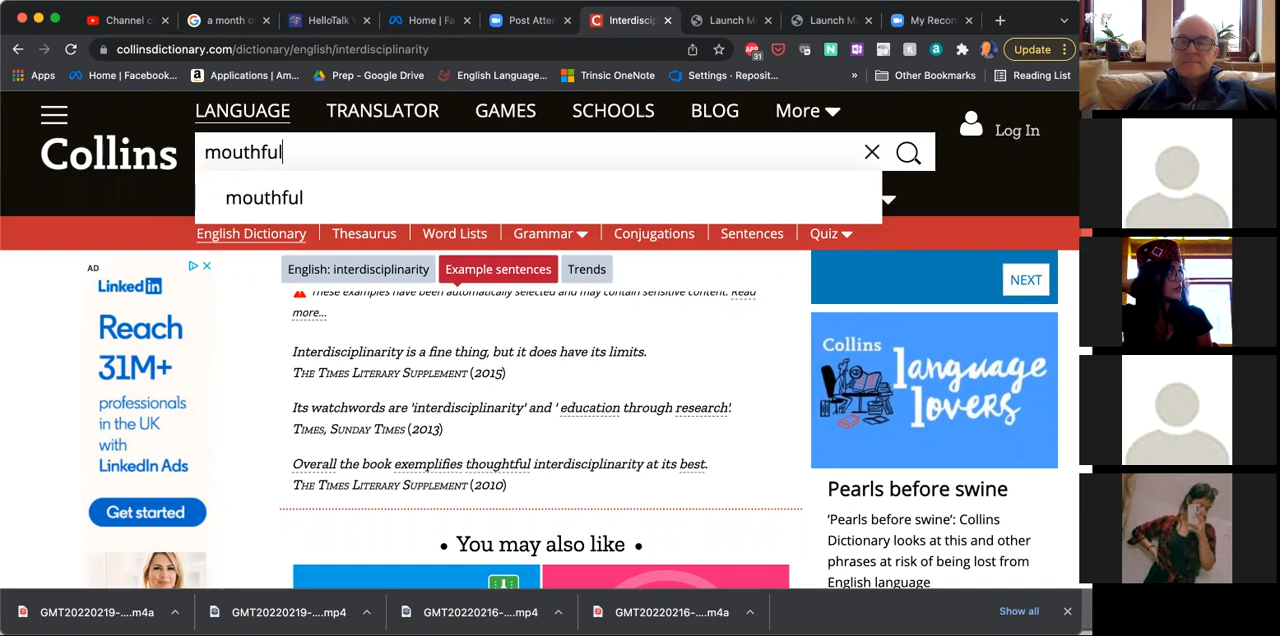 Channel c
a month of
HelloTalk
Home | Fa
Post Atter
Interdiscip
Launch M
Launch M
My Record
collinsdictionary.com/dictionary/english/interdisciplinarity
31
Update
Apps
Home | Facebook...
Applications | Am...
Prep - Google Drive
English Language...
Trinsic OneNote
Settings · Reposit...
»
Other Bookmarks
Reading List
LANGUAGE
TRANSLATOR
GAMES
SCHOOLS
BLOG
More
Collins
mouthful
Log In
mouthful
English Dictionary
Thesaurus
Word Lists
Grammar
Conjugations
Sentences
Quiz
AD
LinkedIn
Reach
31M+
professionals
in the UK
with
LinkedIn Ads
Get started
English: interdisciplinarity
Example sentences
Trends
These examples have been automatically selected and may contain sensitive content. Read
more...
Interdisciplinarity is a fine thing, but it does have its limits.
THE TIMES LITERARY SUPPLEMENT (2015)
Its watchwords are 'interdisciplinarity' and ' education through research'.
TIMES, SUNDAY TIMES (2013)
Overall the book exemplifies thoughtful interdisciplinarity at its best.
THE TIMES LITERARY SUPPLEMENT (2010)
• You may also like •
NEXT
Collins
language
lovers
Pearls before swine
'Pearls before swine': Collins
Dictionary looks at this and other
phrases at risk of being lost from
English language
GMT20220219-....m4a
GMT20220219-....mp4
GMT20220216-....mp4
GMT20220216-....m4a
Show all